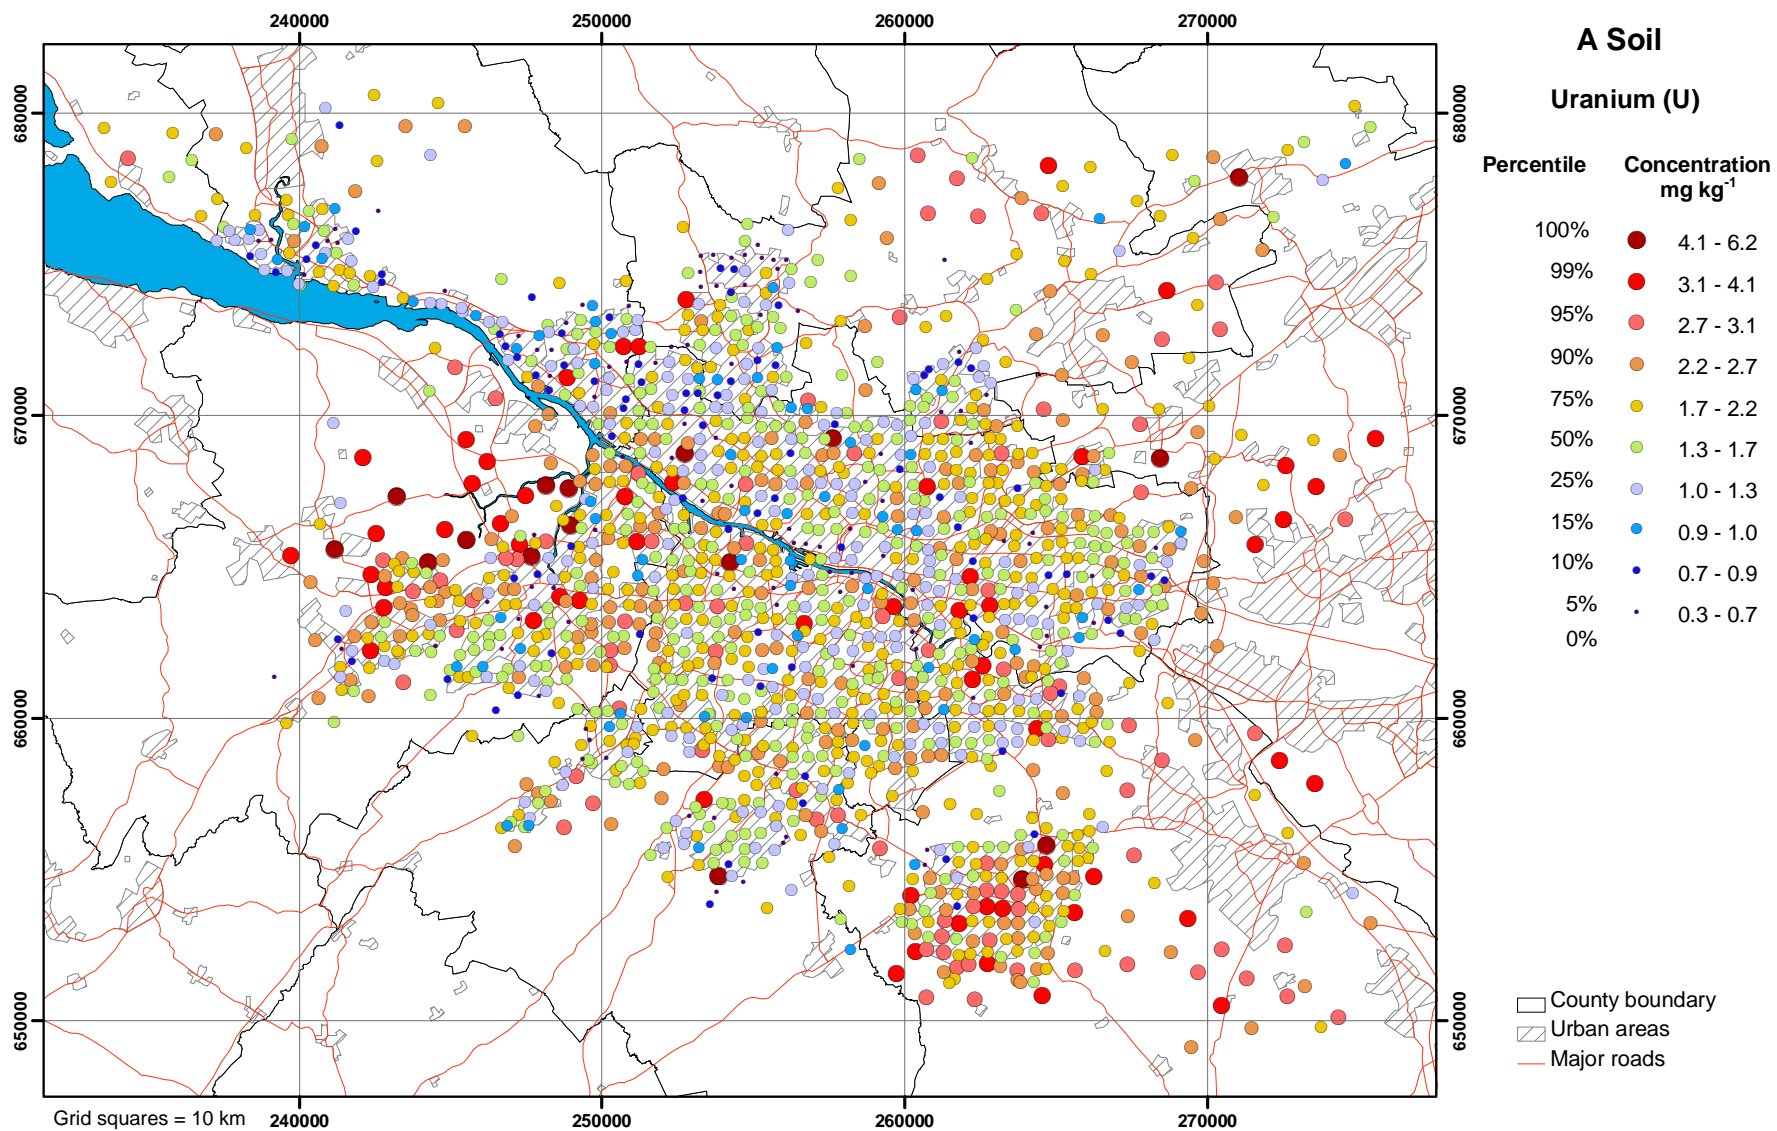 240000
250000
260000
270000
A Soil
Uranium (U)
Percentile
Concentration
mg kg-1
100%
4.1 - 6.2
99%
3.1 - 4.1
95%
2.7 - 3.1
90%
2.2 - 2.7
75%
1.7 - 2.2
50%
1.3 - 1.7
25%
1.0 - 1.3
15%
0.9 - 1.0
10%
0.7 - 0.9
5%
0.3 - 0.7
0%
680000
680000
670000
670000
660000
660000
650000
650000
County boundary
Urban areas
Major roads
Grid squares = 10 km
240000
250000
260000
270000